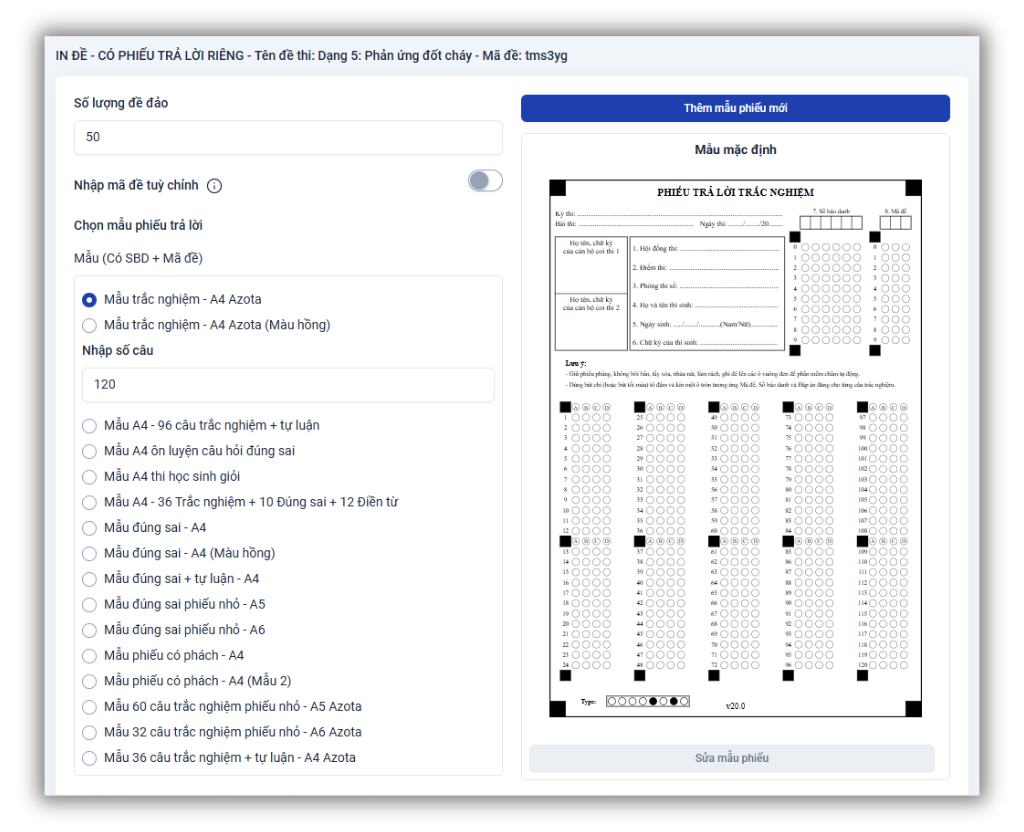 IN ĐỀ - CÓ PHIẾU TRẢ LỜI RIÊNG - Tên đề thi: Dạng 5: Phản ứng đốt cháy - Mã đề: tms3yg
Số lượng đề đảo
50
Nhập mã đề tuỳ chỉnh
Chọn mẫu phiếu trả lời
Mẫu (Có SBD + Mã đề)
Mẫu trắc nghiệm - A4 Azota
Mẫu trắc nghiệm - A4 Azota (Màu hồng)
Nhập số câu
120
Mẫu A4 - 96 câu trắc nghiệm + tự luận
Mẫu A4 ôn luyện câu hỏi đúng sai
Mẫu A4 thi học sinh giỏi
Mẫu A4 - 36 Trắc nghiệm + 10 Đúng sai + 12 Điền từ
Mẫu đúng sai - A4
Mẫu đúng sai - A4 (Màu hồng)
Mẫu đúng sai + tự luận - A4
Mẫu đúng sai phiếu nhỏ - A5
Mẫu đúng sai phiếu nhỏ - A6
Mẫu phiếu có phách - A4
Mẫu phiếu có phách - A4 (Mẫu 2)
Mẫu 60 câu trắc nghiệm phiếu nhỏ - A5 Azota
Mẫu 32 câu trắc nghiệm phiếu nhỏ - A6 Azota
Mẫu 36 câu trắc nghiệm + tự luận - A4 Azota
Thêm mẫu phiếu mới
Mẫu mặc định
PHIẾU TRẢ LỜI TRẮC NGHIỆM
Kỳ thi:
Bài thi: Ngày thi: ....../....../20......
7. Số báo danh
8. Mã đề
Họ tên, chữ ký
của cán bộ coi thi 1
Họ tên, chữ ký
của cán bộ coi thi 2
1. Hội đồng thi:
2. Điểm thi:
3. Phòng thi số:
4. Họ và tên thí sinh:
5. Ngày sinh: ....../....../............(Nam/Nữ)
6. Chữ ký của thí sinh:
Lưu ý:
- Giữ phiếu phẳng, không bôi bẩn, tẩy xóa, nhàu nát, làm rách, ghi đè lên các ô vuông đen để phần mềm chấm tự động.
- Dùng bút chì (hoặc bút tối màu) tô đậm và kín một ô tròn tương ứng Mã đề, Số báo danh và Đáp án đúng cho từng câu trắc nghiệm.
Type:
v20.0
Sửa mẫu phiếu